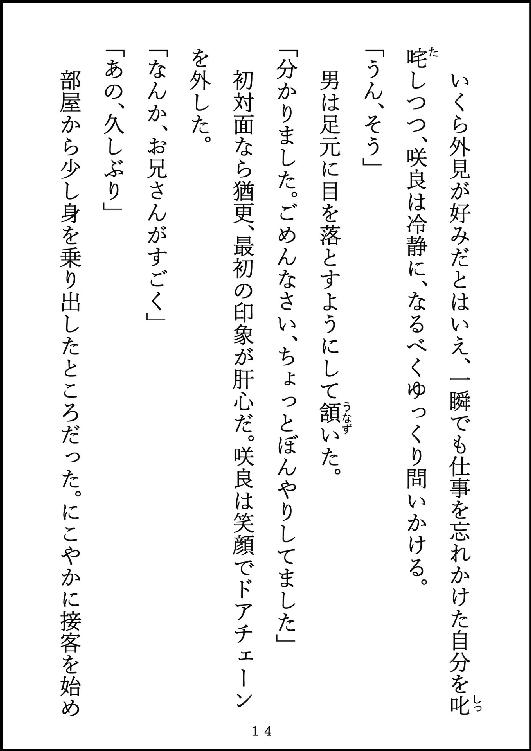 いくら外見が好みだとはいえ、一瞬でも仕事を忘れかけた自分を叱
咤しつつ、咲良は冷静に、なるべくゆっくり問いかける。
「うん、そう」
男は足元に目を落とすようにして頷いた。
「分かりました。ごめんなさい、ちょっとぼんやりしてました」
初対面なら猶更、最初の印象が肝心だ。咲良は笑顔でドアチェーン
を外した。
「なんか、お兄さんがすごく」
「あの、久しぶり」
部屋から少し身を乗り出したところだった。にこやかに接客を始め
しっ
た
うなず
14